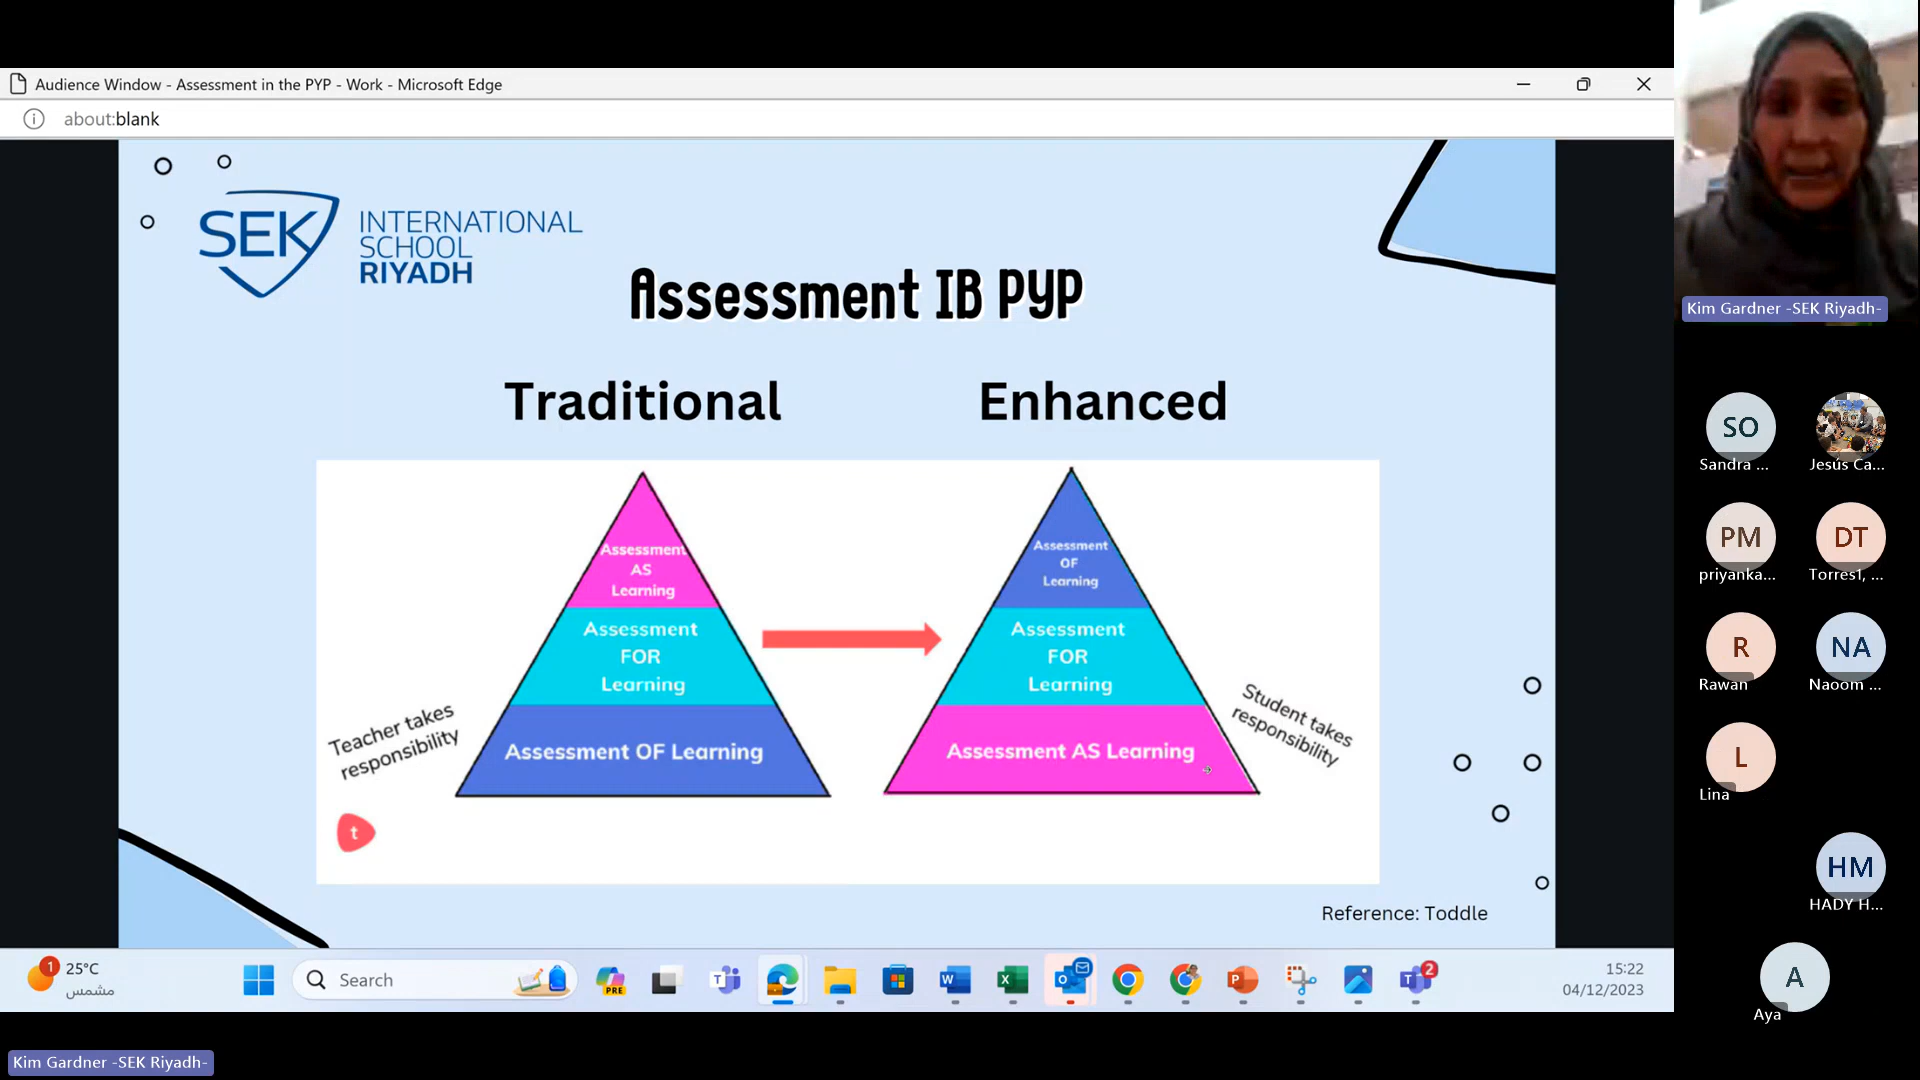 Audience Window - Assessment in the PYP - Work - Microsoft Edge
about:blank
SEK
INTERNATIONAL
SCHOOL
RIYADH
Assessment IB PYP
Traditional
Enhanced
Assessment
AS
Learning
Assessment
FOR
Learning
Assessment OF Learning
Teacher takes
responsibility
t
Assessment
OF
Learning
Assessment
FOR
Learning
Assessment AS Learning
Student takes
responsibility
Reference: Toddle
1
25°C
مشمس
Search
PRE
2
15:22
04/12/2023
Kim Gardner -SEK Riyadh-
Kim Gardner -SEK Riyadh-
SO
Sandra ...
Jesús Ca...
PM
priyanka...
DT
Torres1, ...
R
Rawan
NA
Naoom ...
L
Lina
HM
HADY H...
A
Aya